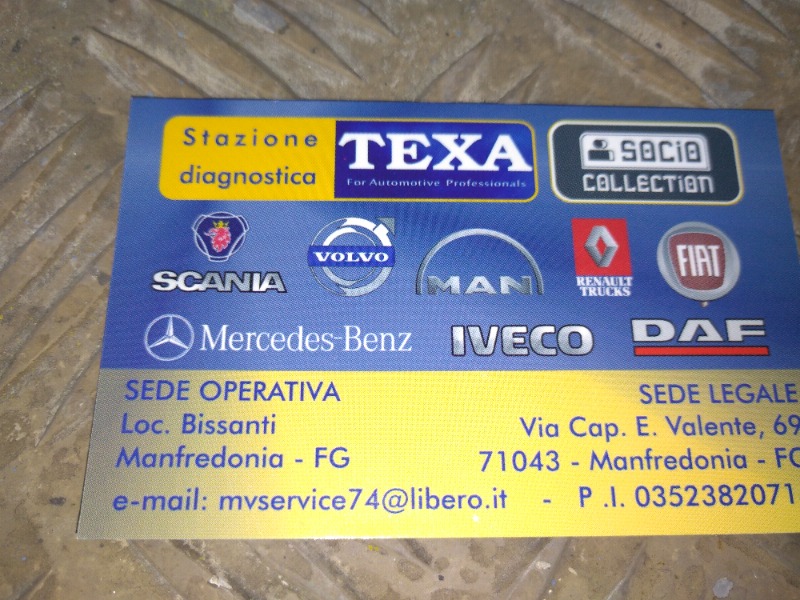 Stazione
diagnostica
TEXA
For Automotive Professionals
SOCIO
COLLECTION
SCANIA
VOLVO
MAN
RENAULT
TRUCKS
FIAT
Mercedes-Benz
IVECO
DAF
SEDE OPERATIVA
Loc. Bissanti
Manfredonia - FG
SEDE LEGALE
Via Cap. E. Valente, 69
71043 - Manfredonia - FG
e-mail: mvservice74@libero.it - P .I. 0352382071